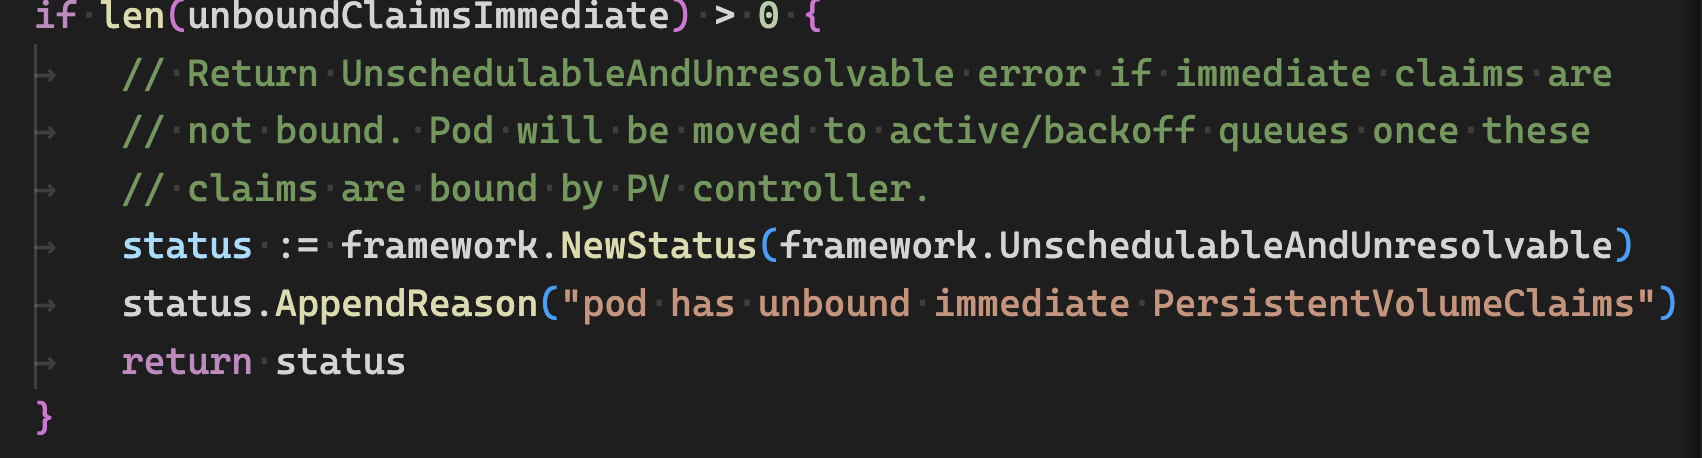 if len(unboundClaimsImmediate) > 0 {
// Return UnschedulableAndUnresolvable error if immediate claims are
// not bound. Pod will be moved to active/backoff queues once these
// claims are bound by PV controller.
status := framework.NewStatus(framework.UnschedulableAndUnresolvable)
status.AppendReason("pod has unbound immediate PersistentVolumeClaims")
return status
}